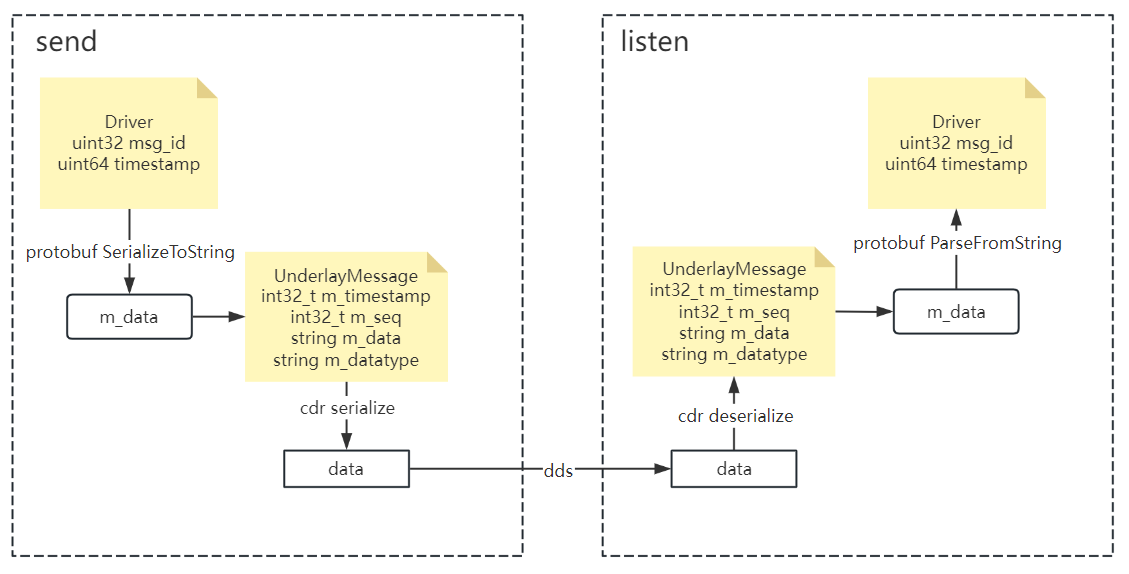 send
Driver
uint32 msg_id
uint64 timestamp
protobuf SerializeToString
m_data
UnderlayMessage
int32_t m_timestamp
int32_t m_seq
string m_data
string m_datatype
cdr serialize
data
dds
listen
data
cdr deserialize
UnderlayMessage
int32_t m_timestamp
int32_t m_seq
string m_data
string m_datatype
m_data
protobuf ParseFromString
Driver
uint32 msg_id
uint64 timestamp